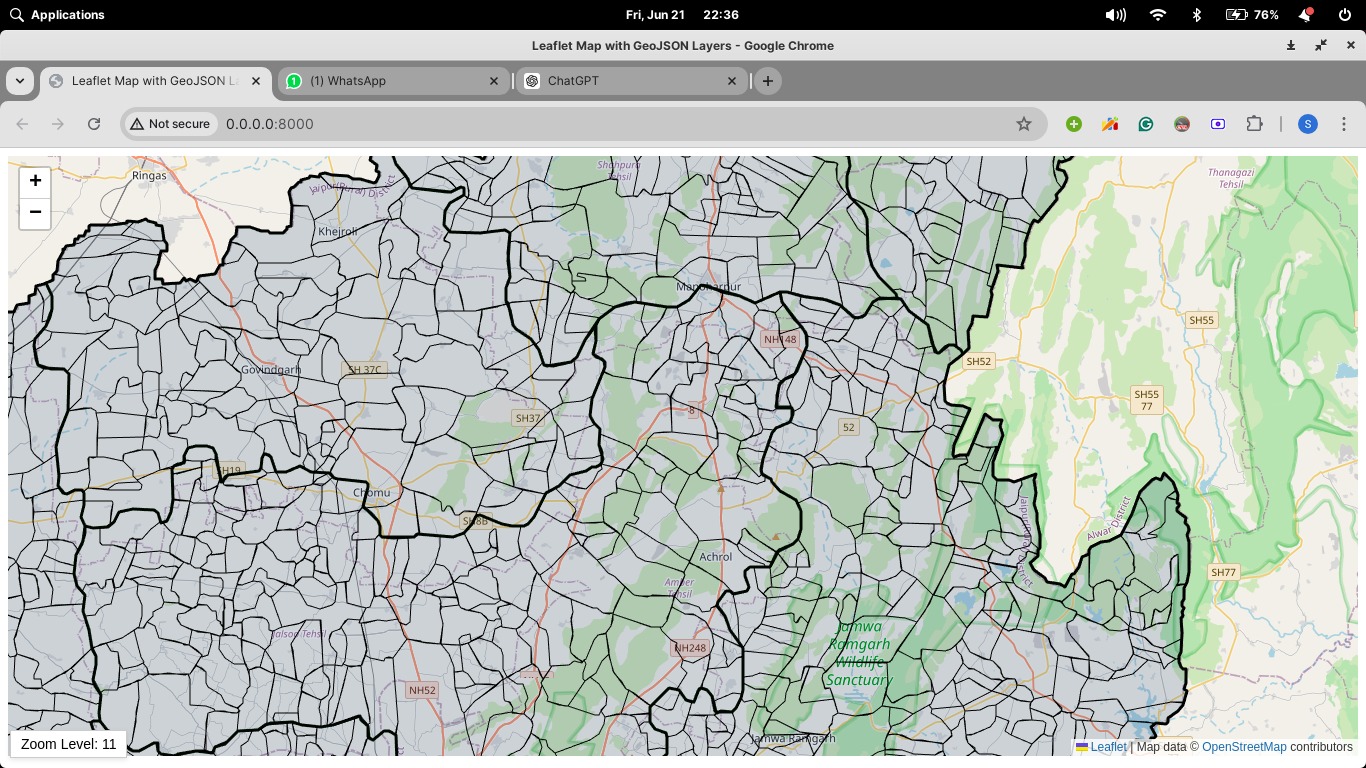 Applications
Fri, Jun 21 22:36
76%
Leaflet Map with GeoJSON Layers - Google Chrome
Leaflet Map with GeoJSON L
(1) WhatsApp
ChatGPT
Not secure
0.0.0.0:8000
S
+
−
Ringas
Jaipur(Rural) District
Shahpura
Tehsil
Thanagazi
Tehsil
Khejroli
Manoharpur
SH55
NH148
SH52
Govindgarh
SH 37C
SH55
77
8
SH37
52
SH19
Chomu
SH8B
Alwar District
Achrol
SH77
Amber
Tehsil
Jamwa
Ramgarh
Wildlife
Sanctuary
Jalsoo Tehsil
NH248
NH52
Jamwa Ramgarh
Zoom Level: 11
Leaflet | Map data © OpenStreetMap contributors